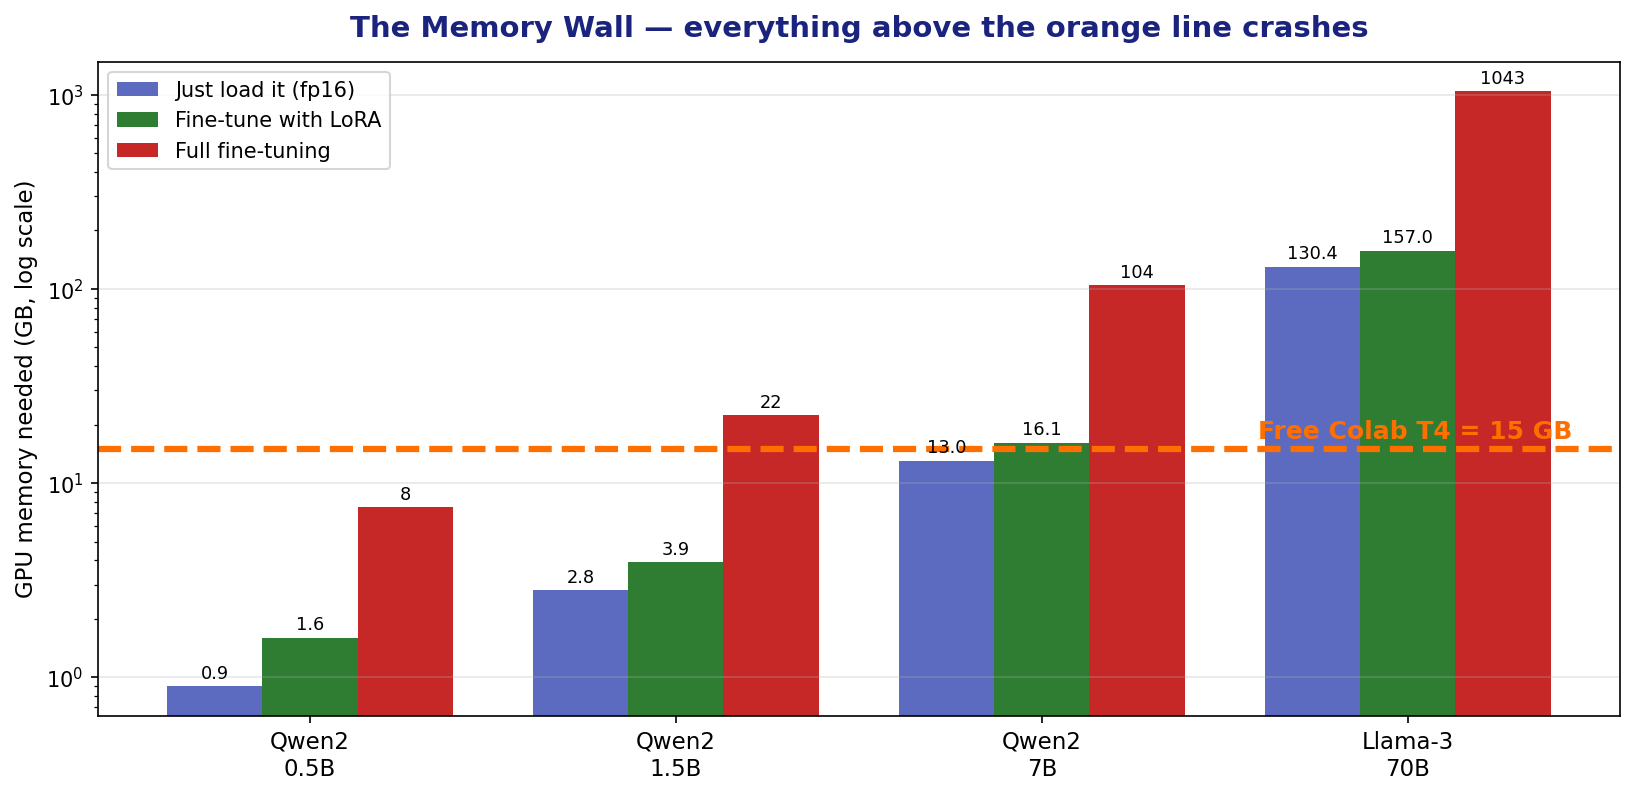 The Memory Wall — everything above the orange line crashes
Just load it (fp16)
Fine-tune with LoRA
Full fine-tuning
GPU memory needed (GB, log scale)
10³
10²
10¹
10⁰
0.9
1.6
8
2.8
3.9
22
13.0
16.1
104
130.4
157.0
1043
Free Colab T4 = 15 GB
Qwen2
0.5B
Qwen2
1.5B
Qwen2
7B
Llama-3
70B